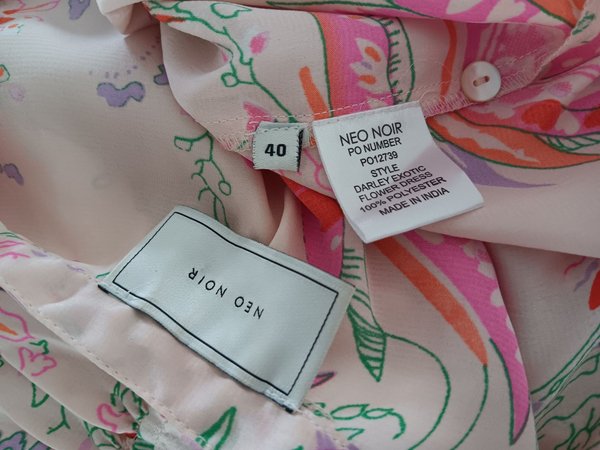 40
NEO NOIR
PO NUMBER
PO12739
STYLE
DARLEY EXOTIC
FLOWER DRESS
100% POLYESTER
MADE IN INDIA
NEO NOIR